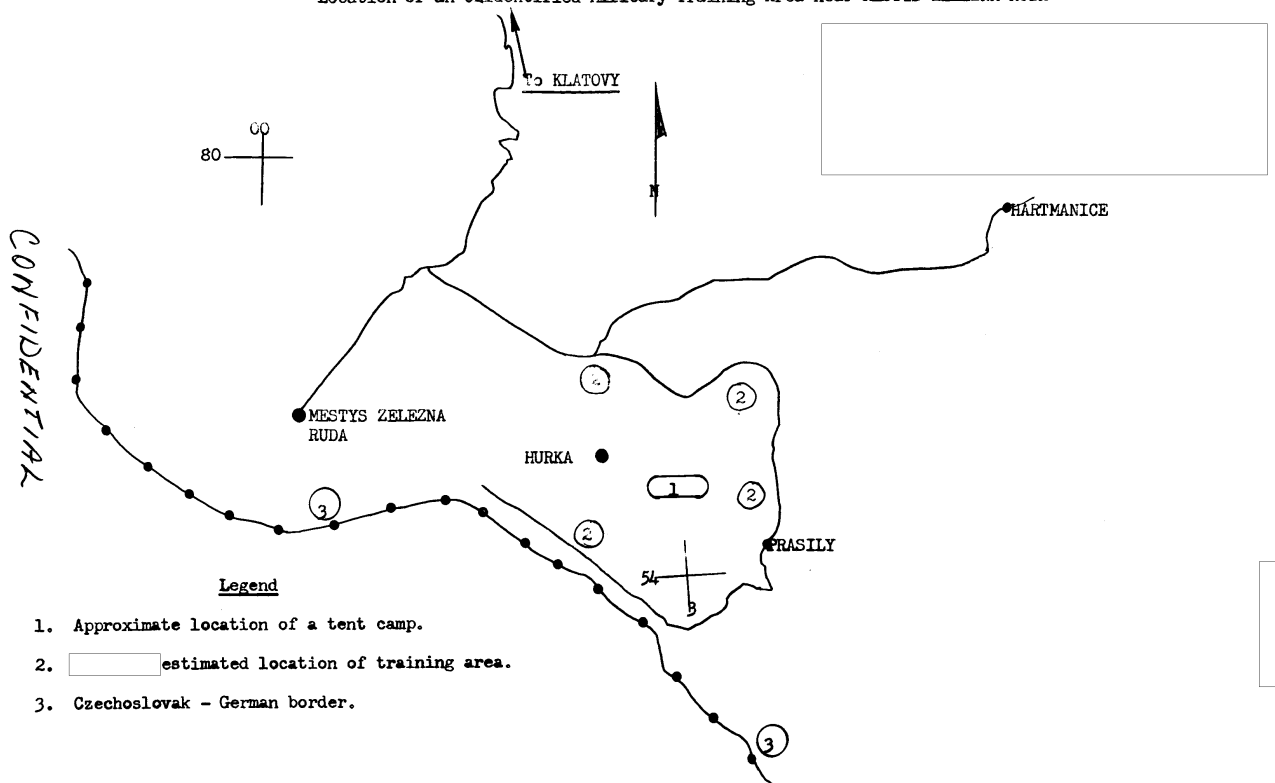 To KLATOVY
00
80
N
HARTMANICE
CONFIDENTIAL
2
2
MESTYS ZELEZNA
RUDA
HURKA
1
2
3
2
PRASILY
54
3
Legend
1. Approximate location of a tent camp.
2. estimated location of training area.
3. Czechoslovak - German border.
3